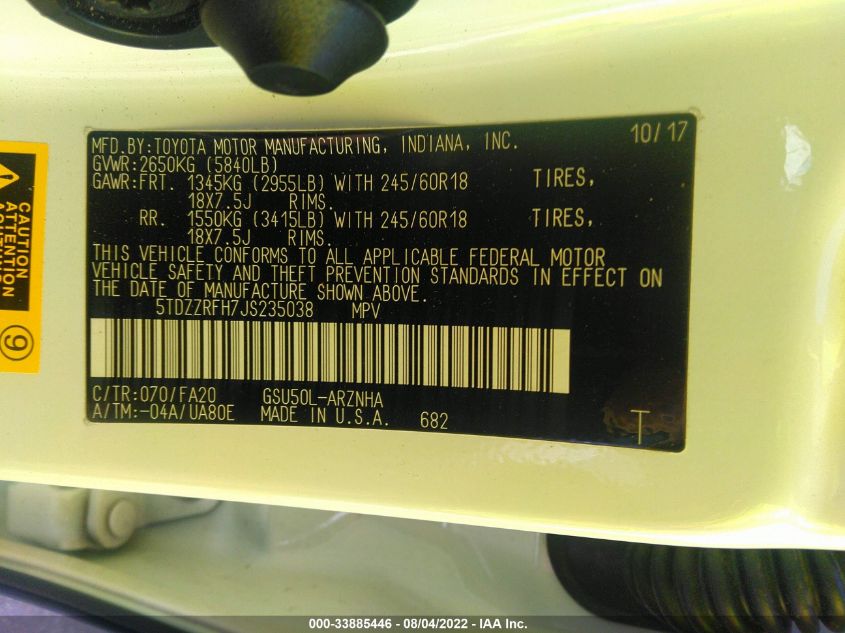 MFD.BY:TOYOTA MOTOR MANUFACTURING, INDIANA, INC. 10/17
GVWR:2650KG (5840LB)
GAWR:FRT. 1345KG (2955LB) WITH 245/60R18 TIRES,
18X7.5J RIMS.
RR. 1550KG (3415LB) WITH 245/60R18 TIRES,
18X7.5J RIMS.
THIS VEHICLE CONFORMS TO ALL APPLICABLE FEDERAL MOTOR
VEHICLE SAFETY AND THEFT PREVENTION STANDARDS IN EFFECT ON
THE DATE OF MANUFACTURE SHOWN ABOVE.
5TDZZRFH7JS235038 MPV
C/TR:070/FA20 GSU50L-ARZNHA
A/TM:-04A/UA80E MADE IN U.S.A. 682
T
CAUTION
ATTENTION
9
000-33885446 - 08/04/2022 - IAA Inc.